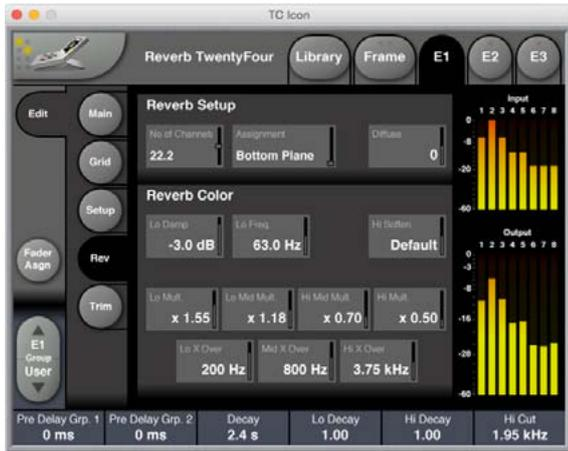 TC Icon
Reverb TwentyFour
Library
Frame
E1
E2
E3
Edit
Main
Grid
Setup
Rev
Trim
Fader
Asgn
E1
Group
User
Reverb Setup
No of Channels
22.2
Assignment
Bottom Plane
Diffuse
0
Reverb Color
Lo Damp
-3.0 dB
Lo Freq.
63.0 Hz
Hi Soften
Default
Lo Mult.
x 1.55
Lo Mid Mult.
x 1.18
Hi Mid Mult.
x 0.70
Hi Mult.
x 0.50
Lo X Over
200 Hz
Mid X Over
800 Hz
Hi X Over
3.75 kHz
Input
1 2 3 4 5 6 7 8
0
-8
-20
-60
Output
1 2 3 4 5 6 7 8
0
-3
-8
-16
-28
-60
Pre Delay Grp. 1
0 ms
Pre Delay Grp. 2
0 ms
Decay
2.4 s
Lo Decay
1.00
Hi Decay
1.00
Hi Cut
1.95 kHz